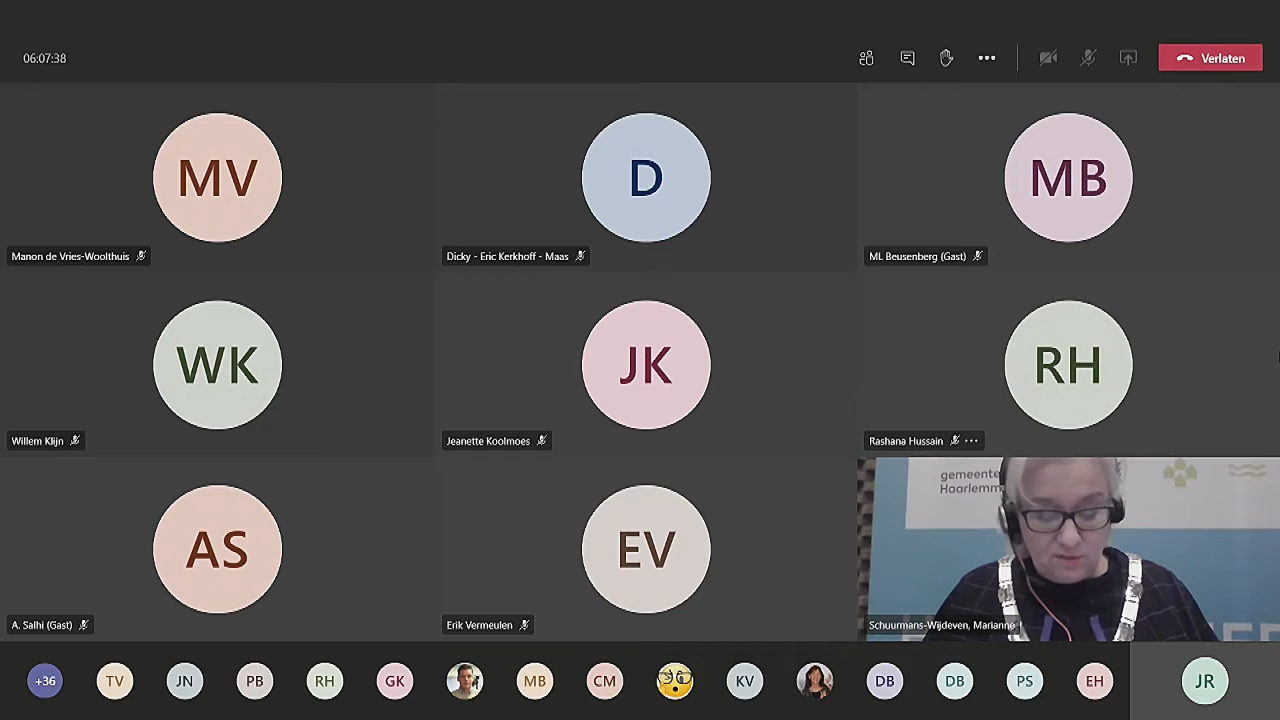 06:07:38
Verlaten
MV
D
MB
Manon de Vries-Woolthuis
Dicky - Eric Kerkhoff - Maas
ML Beusenberg (Gast)
WK
JK
RH
Willem Klijn
Jeanette Koolmoes
Rashana Hussain
AS
EV
gemeente
Haarlemm
A. Salhi (Gast)
Erik Vermeulen
Schuurmans-Wijdeven, Marianne
+36
TV
JN
PB
RH
GK
MB
CM
KV
DB
DB
PS
EH
JR